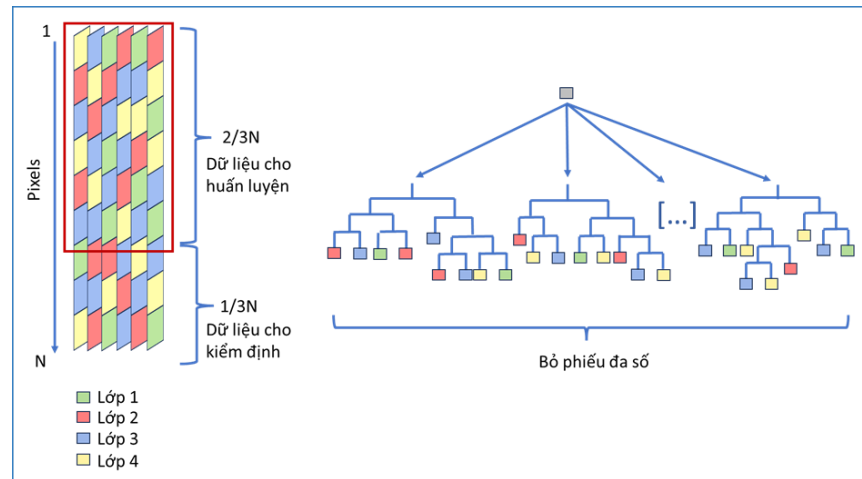 1
Pixels
N
2/3N
Dữ liệu cho
huấn luyện
1/3N
Dữ liệu cho
kiểm định
Lớp 1
Lớp 2
Lớp 3
Lớp 4
[...]
Bỏ phiếu đa số